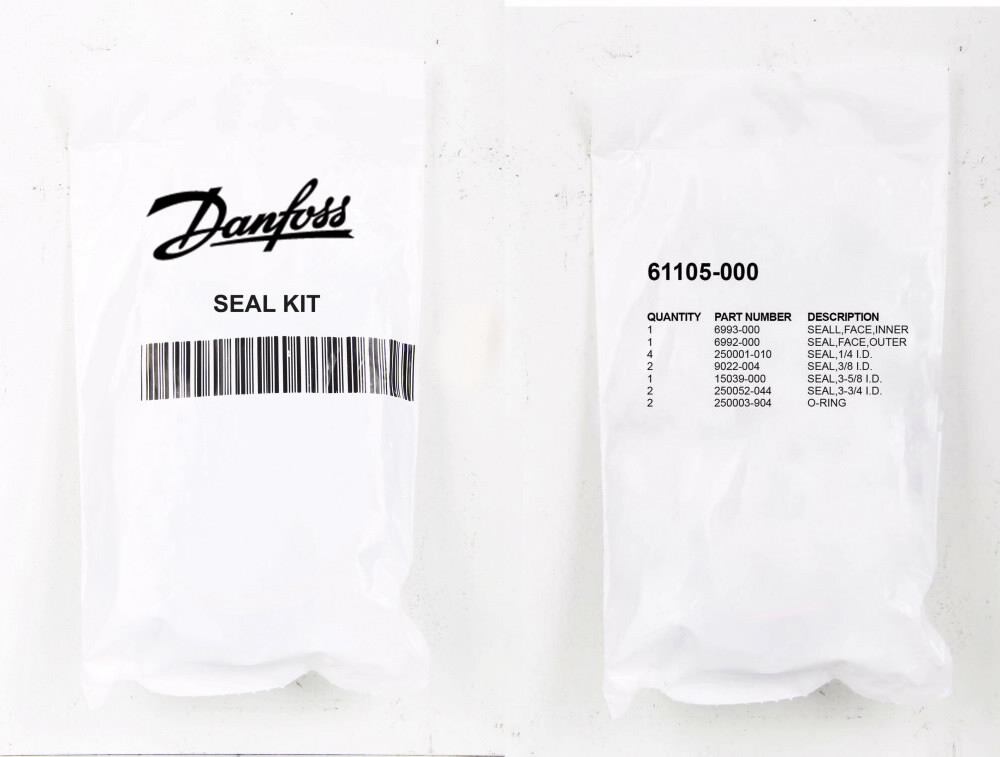 Danfoss
SEAL KIT
61105-000
QUANTITY PART NUMBER DESCRIPTION
1 6993-000 SEALL,FACE,INNER
1 6992-000 SEAL,FACE,OUTER
4 250001-010 SEAL,1/4 I.D.
2 9022-004 SEAL,3/8 I.D.
1 15039-000 SEAL,3-5/8 I.D.
2 250052-044 SEAL,3-3/4 I.D.
2 250003-904 O-RING